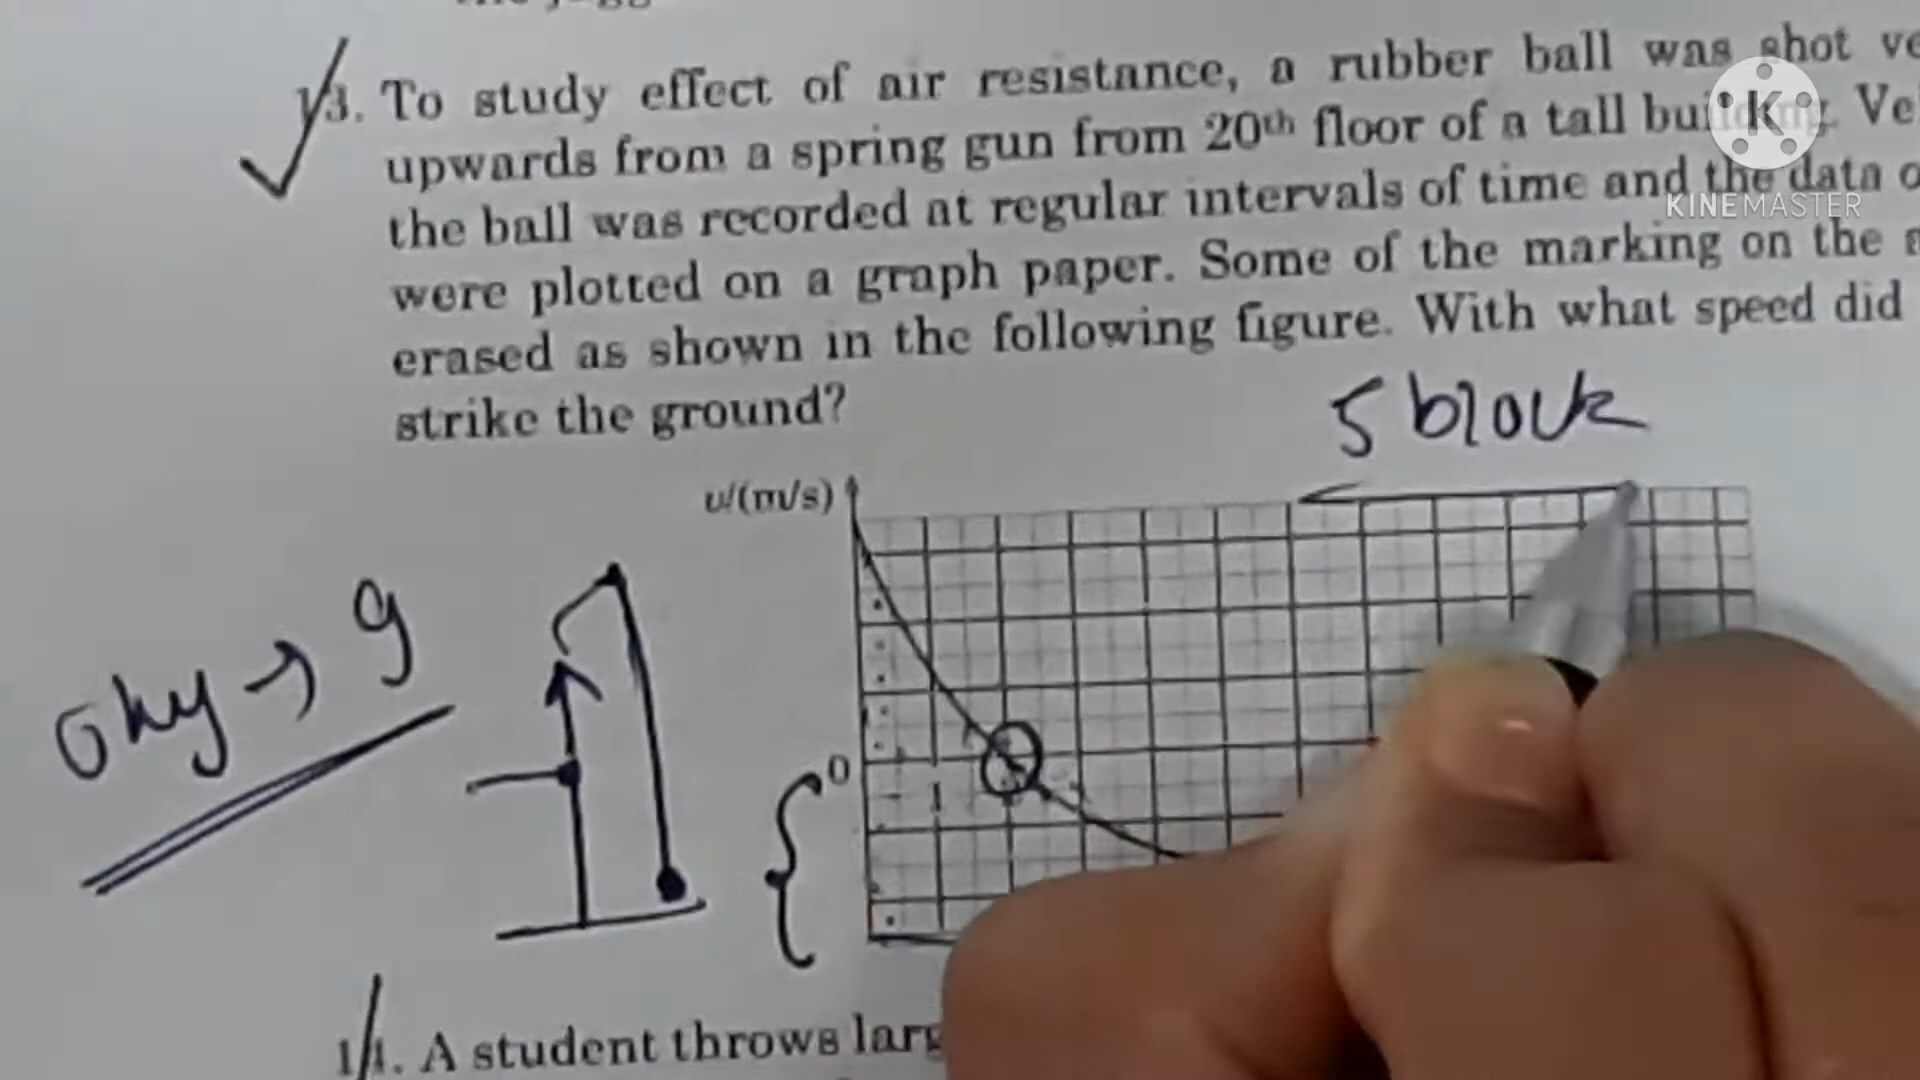 13. To study effect of air resistance, a rubber ball was shot
upwards from a spring gun from 20th floor of a tall building.
the ball was recorded at regular intervals of time and the data
were plotted on a graph paper. Some of the marking on the
erased as shown in the following figure. With what speed did
strike the ground?
5 block
υ/(m/s)
g
0
14. A student throws
K
KINEMASTER